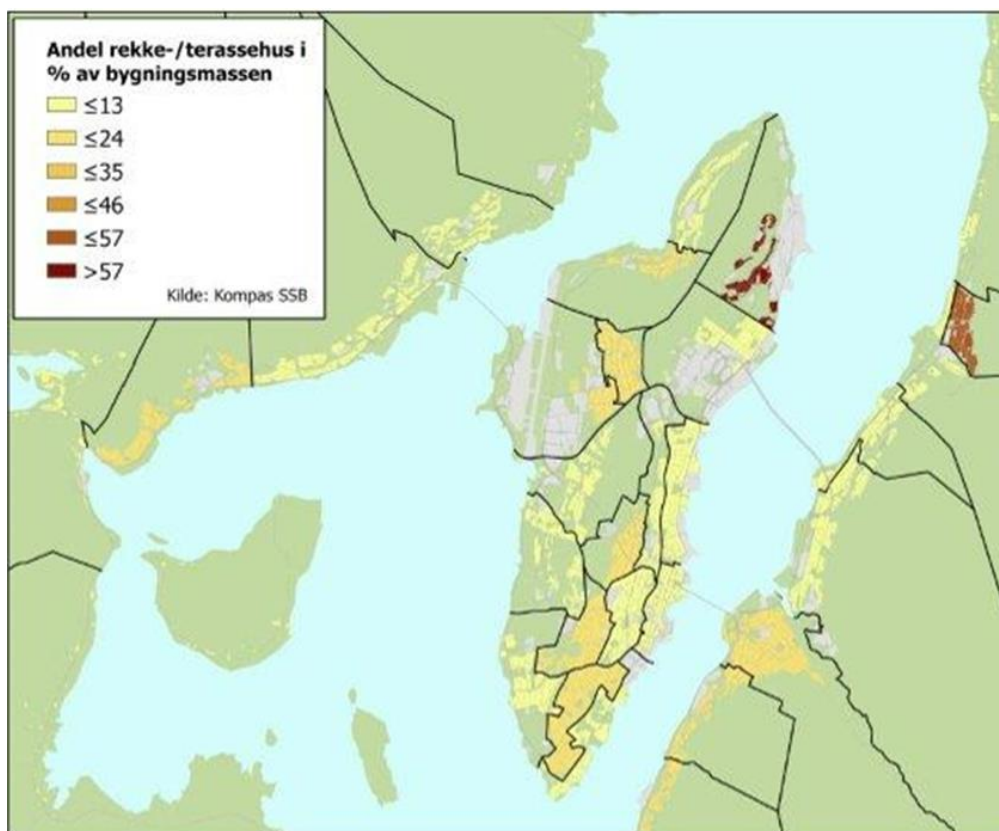 Andel rekke-/terassehus i
% av bygningsmassen
≤13
≤24
≤35
≤46
≤57
>57
Kilde: Kompas SSB